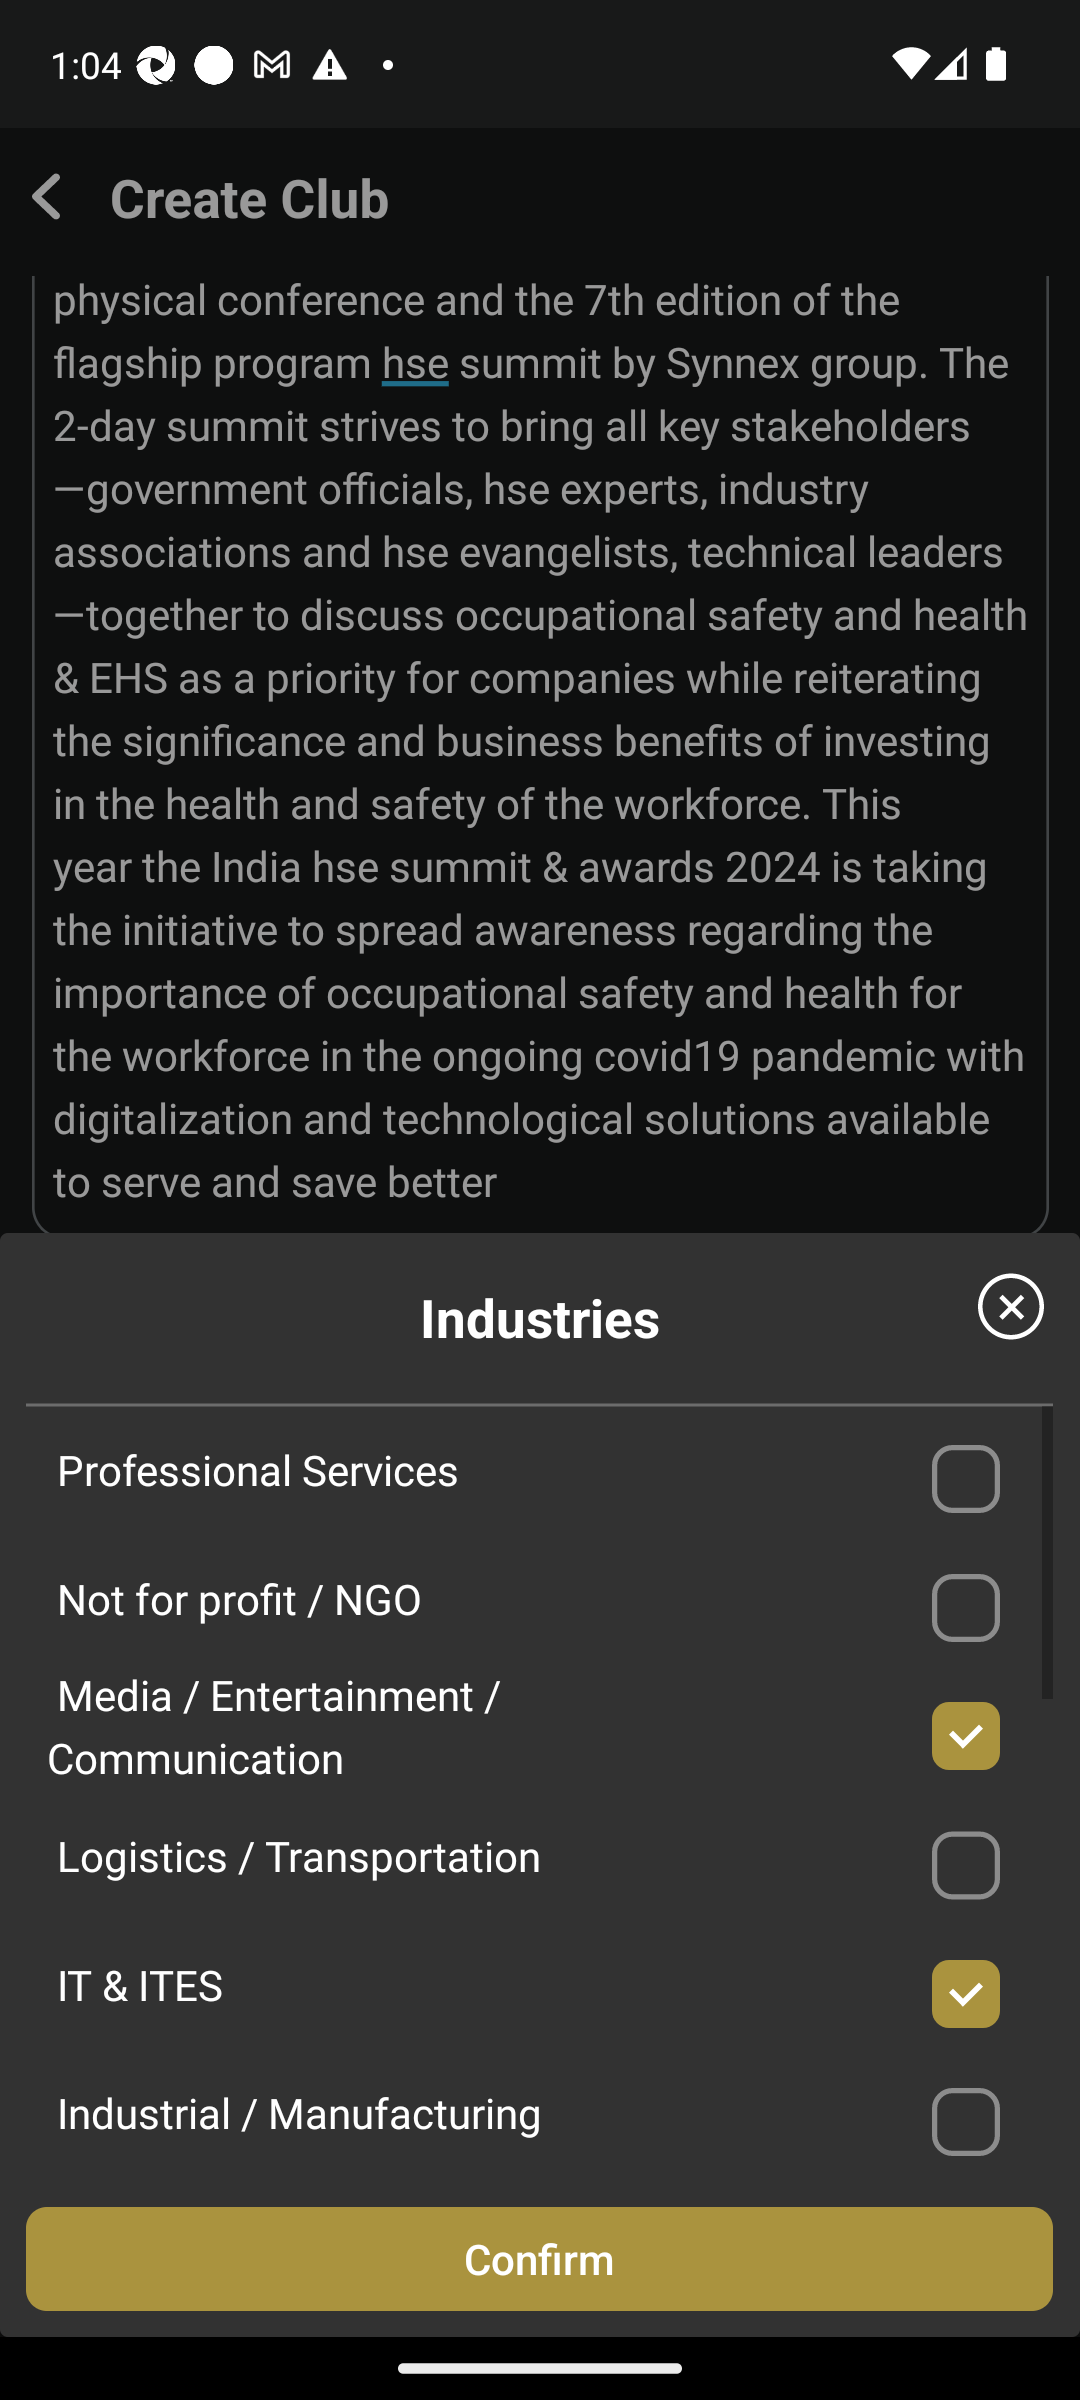 1:04
Create Club
physical conference and the 7th edition of the
flagship program hse summit by Synnex group. The
2-day summit strives to bring all key stakeholders
—government officials, hse experts, industry
associations and hse evangelists, technical leaders
—together to discuss occupational safety and health
& EHS as a priority for companies while reiterating
the significance and business benefits of investing
in the health and safety of the workforce. This
year the India hse summit & awards 2024 is taking
the initiative to spread awareness regarding the
importance of occupational safety and health for
the workforce in the ongoing covid19 pandemic with
digitalization and technological solutions available
to serve and save better
Industries
Professional Services
Not for profit / NGO
Media / Entertainment /
Communication
Logistics / Transportation
IT & ITES
Industrial / Manufacturing
Confirm